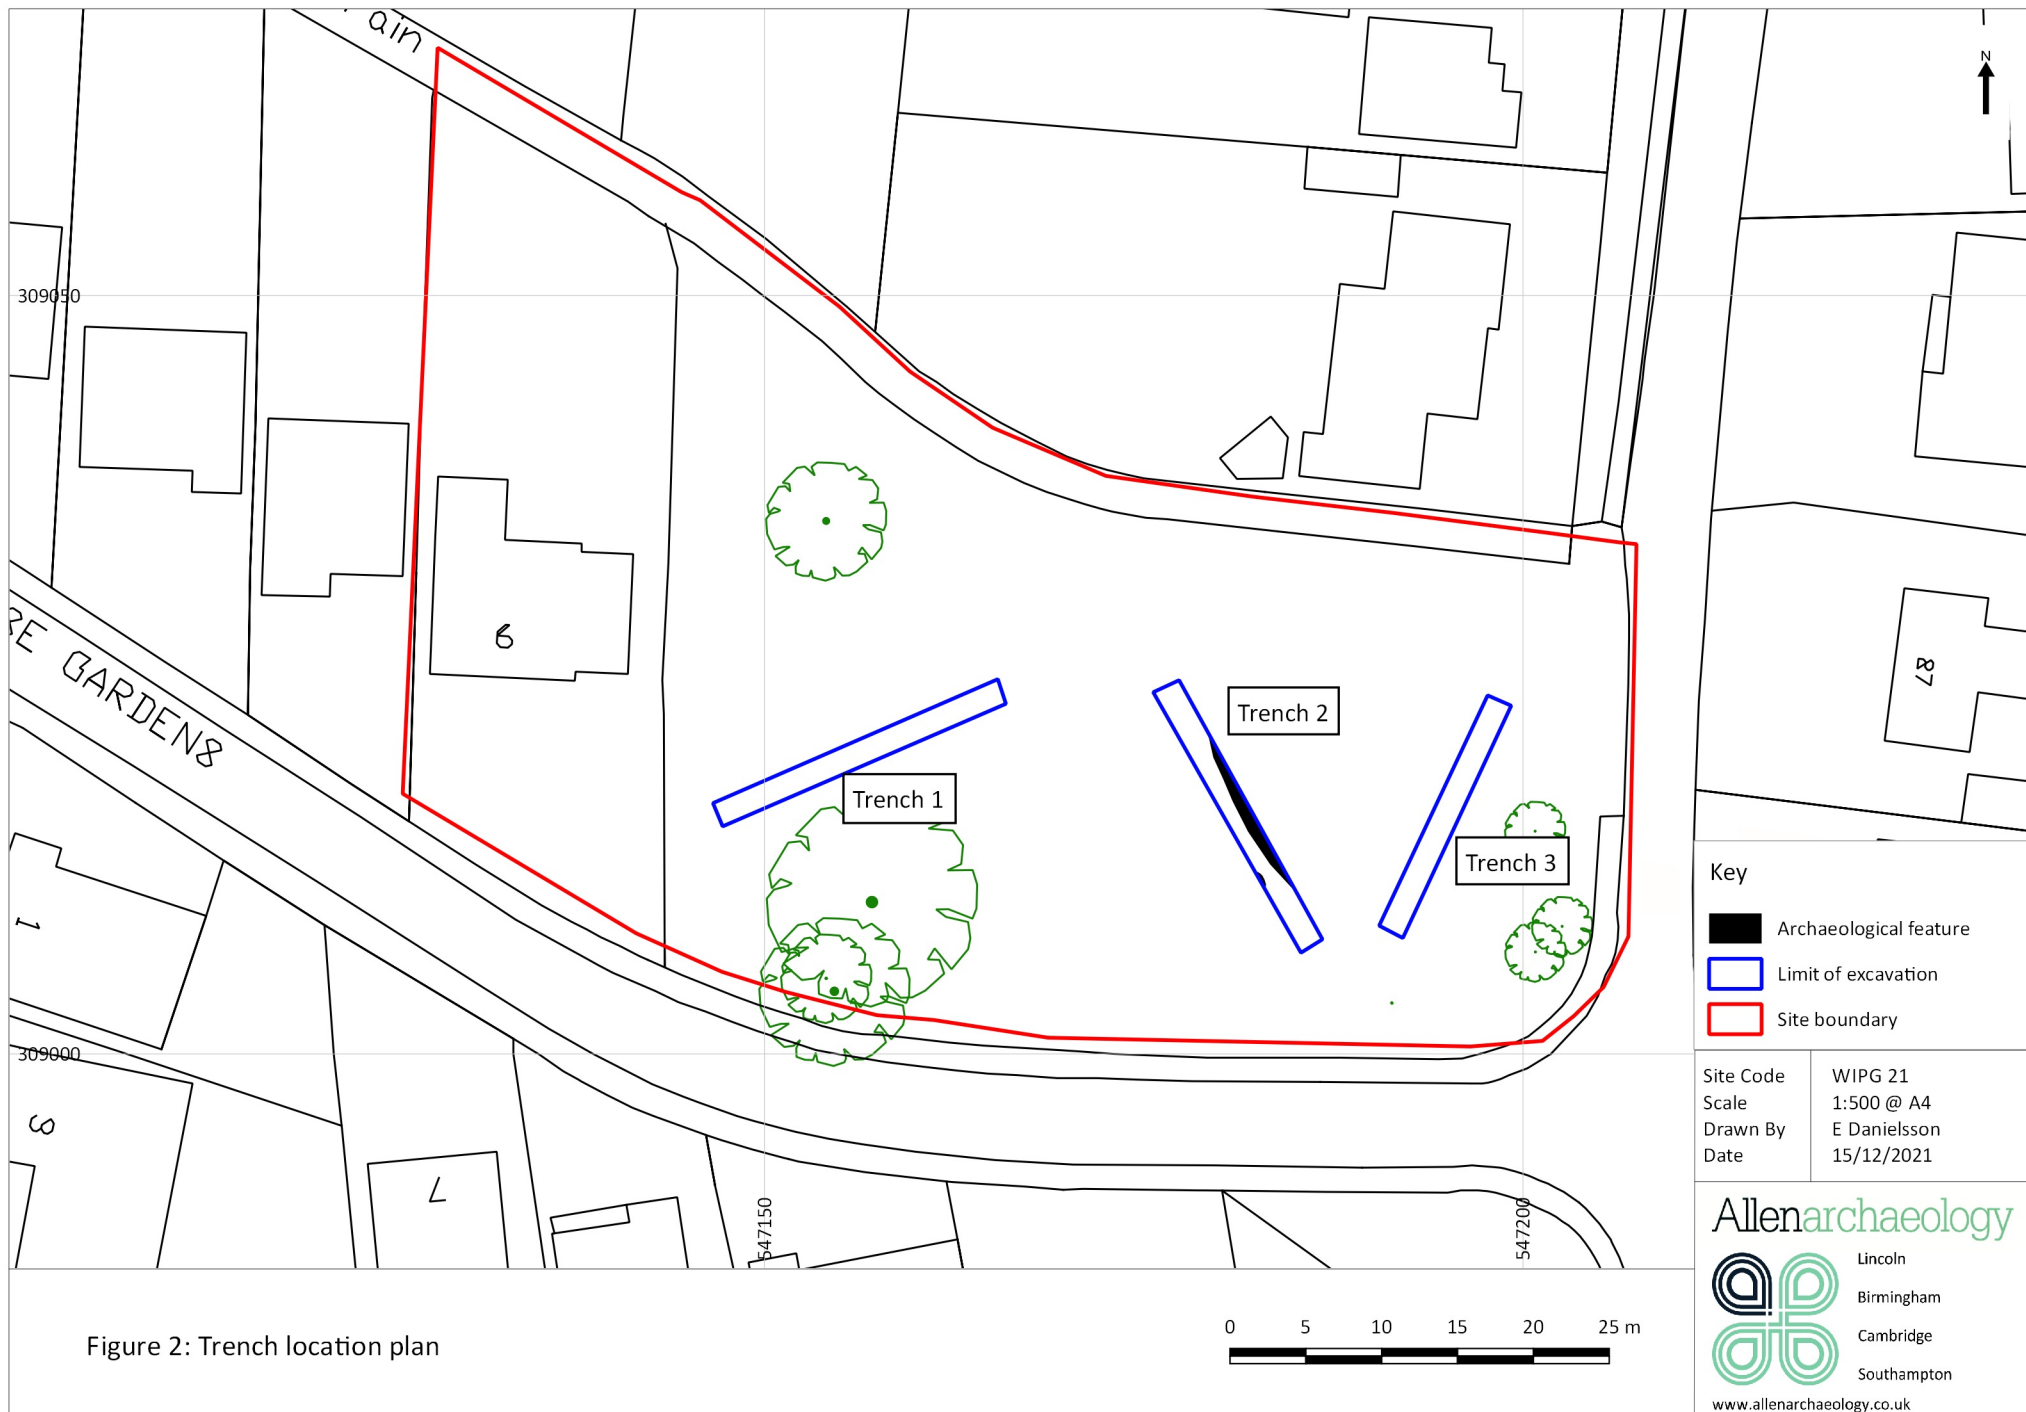 ain
N
309050
6
RE GARDENS
87
Trench 2
Trench 1
Trench 3
1
309000
3
7
547150
547200
Key
Archaeological feature
Limit of excavation
Site boundary
Site Code WIPG 21
Scale 1:500 @ A4
Drawn By E Danielsson
Date 15/12/2021
Allenarchaeology
Lincoln
Birmingham
Cambridge
Southampton
www.allenarchaeology.co.uk
Figure 2: Trench location plan
0 5 10 15 20 25 m